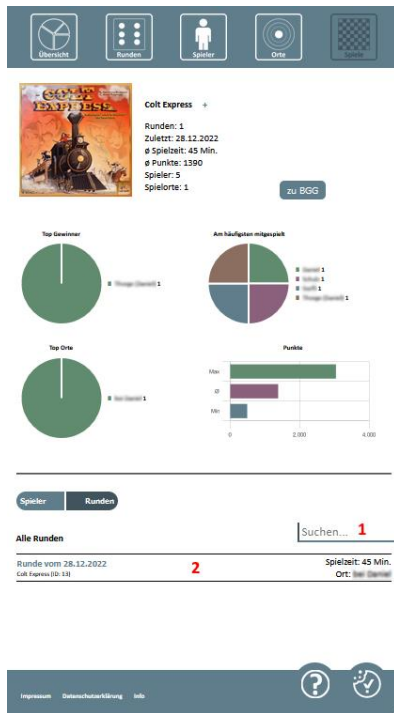 Übersicht
Runden
Spieler
Orte
Spiele
COLT
EXPRESS
Colt Express +
Runden: 1
Zuletzt: 28.12.2022
ø Spielzeit: 45 Min.
ø Punkte: 1390
Spieler: 5
Spielorte: 1
zu BGG
Top Gewinner
1
Am häufigsten mitgespielt
1
1
1
1
Top Orte
1
Punkte
Max
Ø
Min
0
2.000
4.000
Spieler
Runden
Alle Runden
Suchen... 1
Runde vom 28.12.2022
Colt Express (ID: 13)
2
Spielzeit: 45 Min.
Ort:
Impressum Datenschutzerklärung Info
?